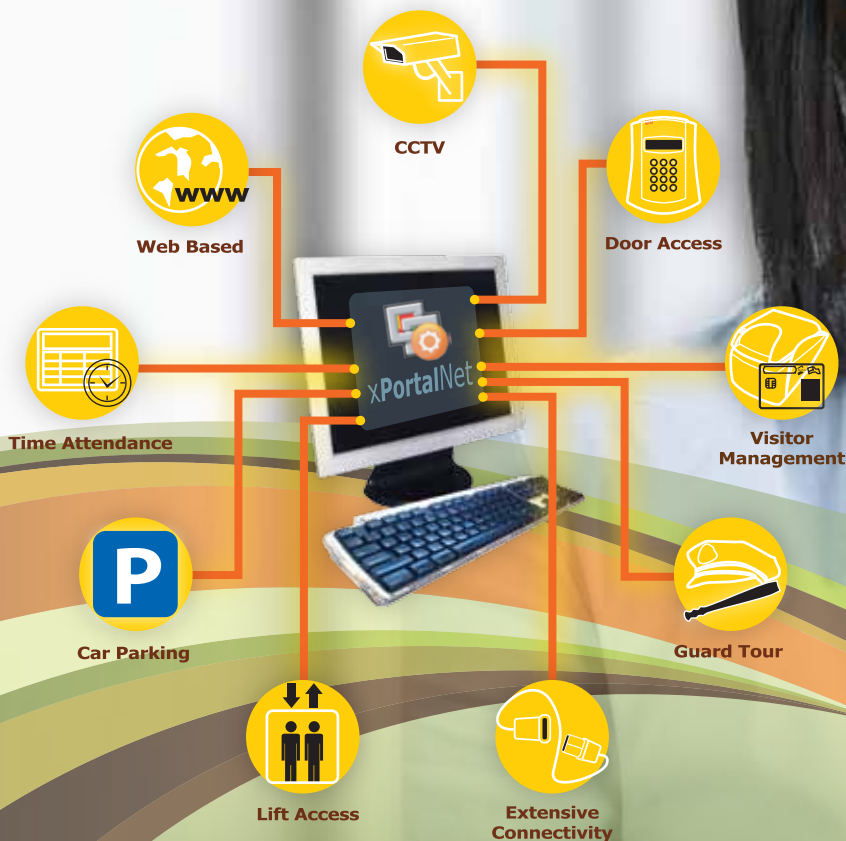 CCTV
www
Web Based
Door Access
xPortalNet
Time Attendance
Visitor
Management
P
Car Parking
Guard Tour
Lift Access
Extensive
Connectivity